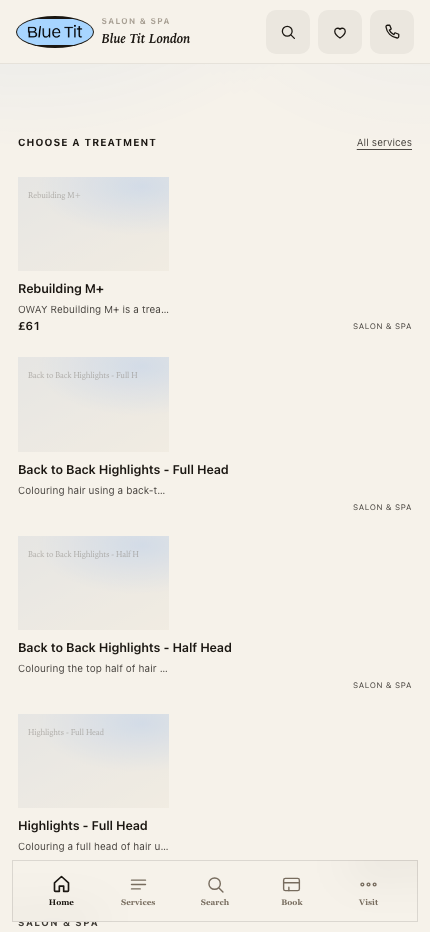 Blue Tit
SALON & SPA
Blue Tit London
CHOOSE A TREATMENT
All services
Rebuilding M+
Rebuilding M+
OWAY Rebuilding M+ is a trea...
£61
SALON & SPA
Back to Back Highlights - Full H
Back to Back Highlights - Full Head
Colouring hair using a back-t...
SALON & SPA
Back to Back Highlights - Half H
Back to Back Highlights - Half Head
Colouring the top half of hair ...
SALON & SPA
Highlights - Full Head
Highlights - Full Head
Colouring a full head of hair u...
Home
Services
Search
Book
Visit
SALON & SPA